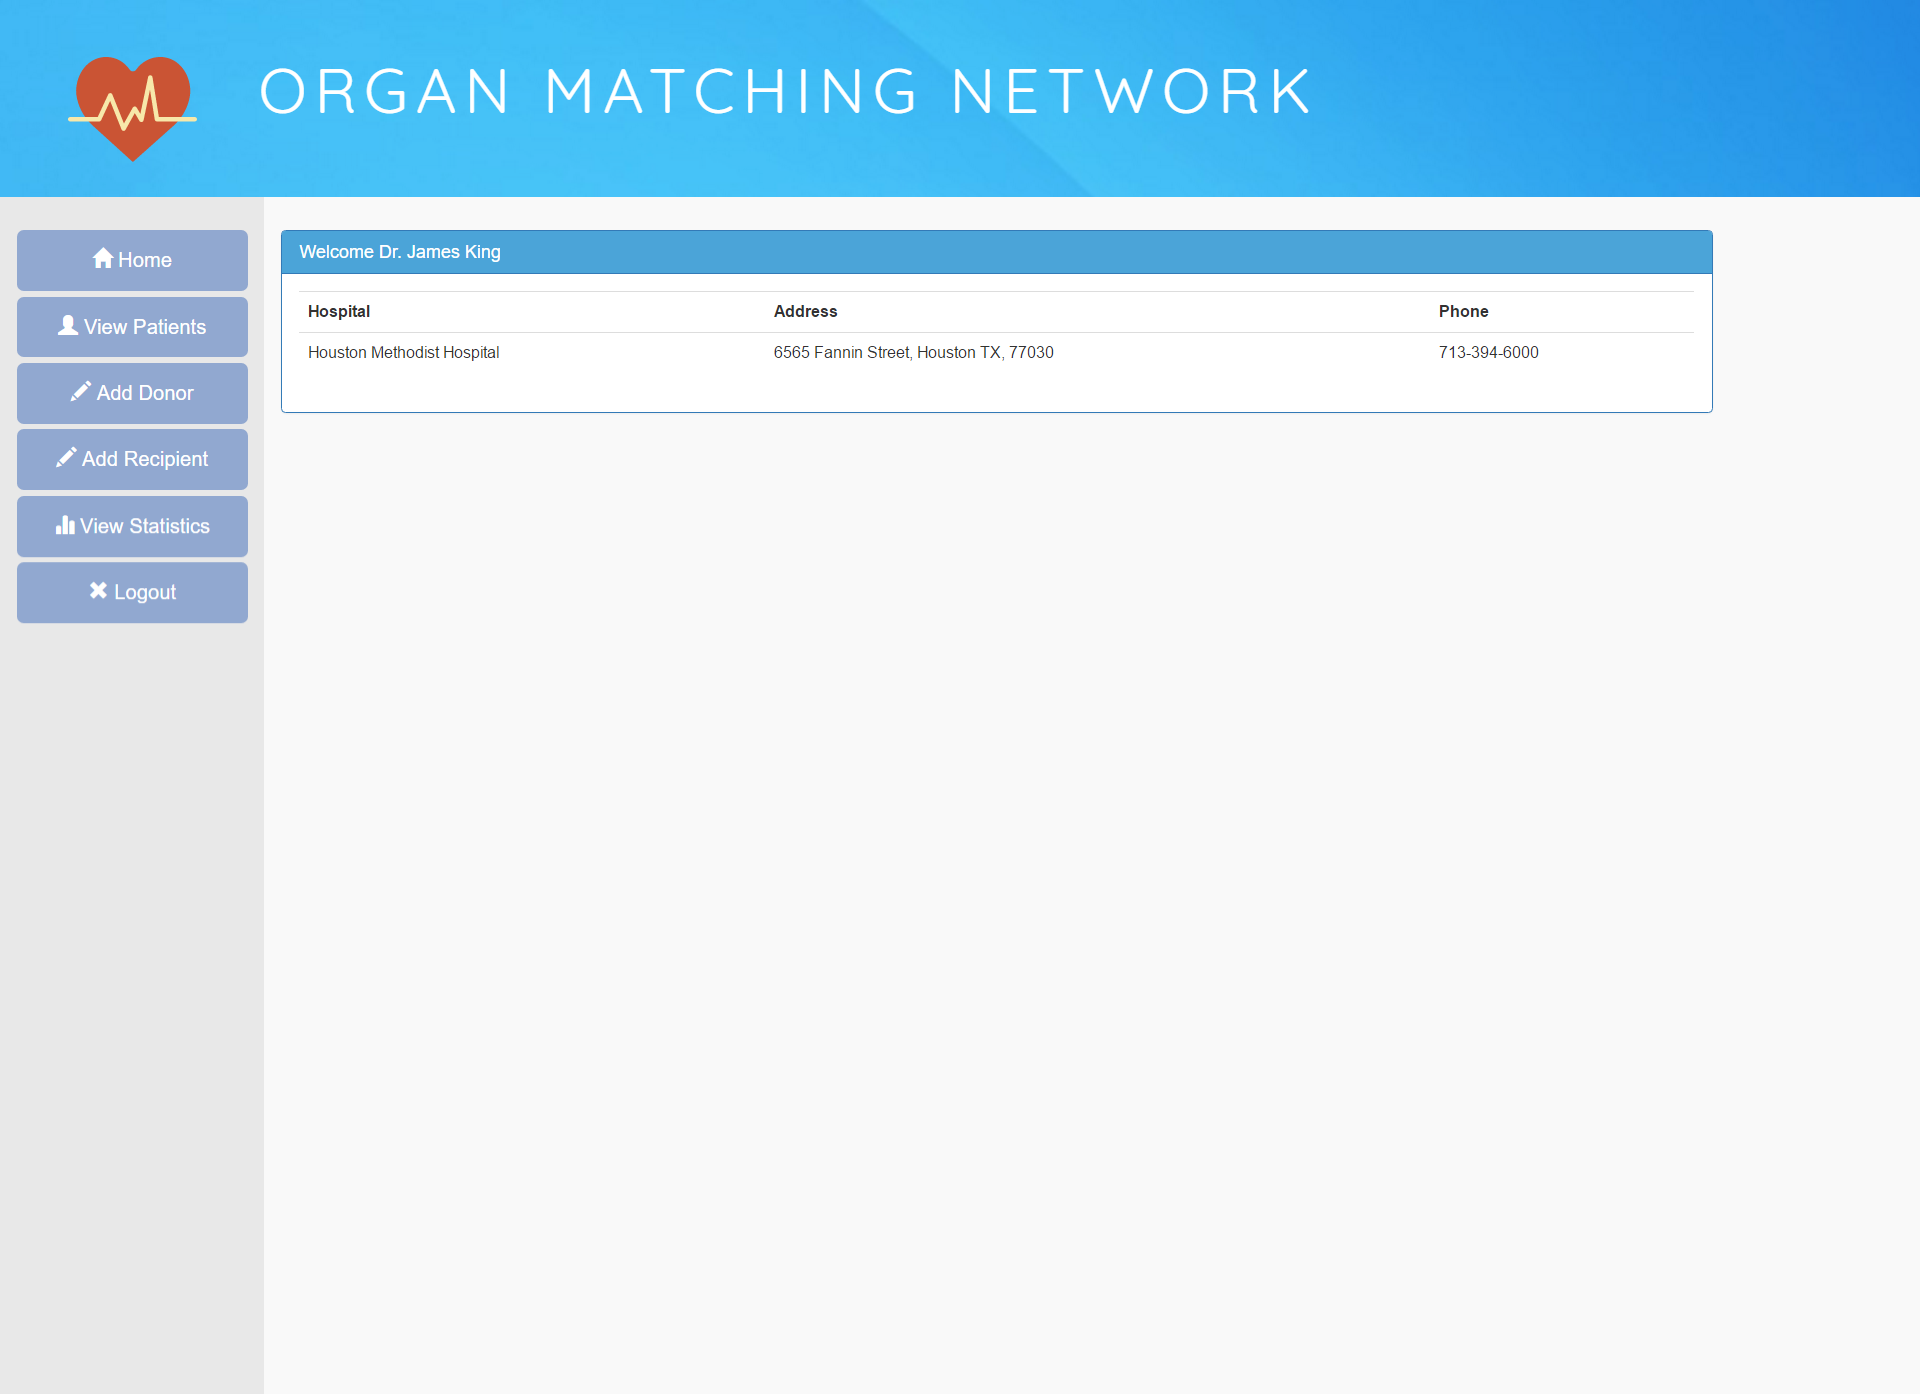 ORGAN MATCHING NETWORK
Home
View Patients
Add Donor
Add Recipient
View Statistics
Logout
Welcome Dr. James King
Hospital Address Phone
Houston Methodist Hospital 6565 Fannin Street, Houston TX, 77030 713-394-6000